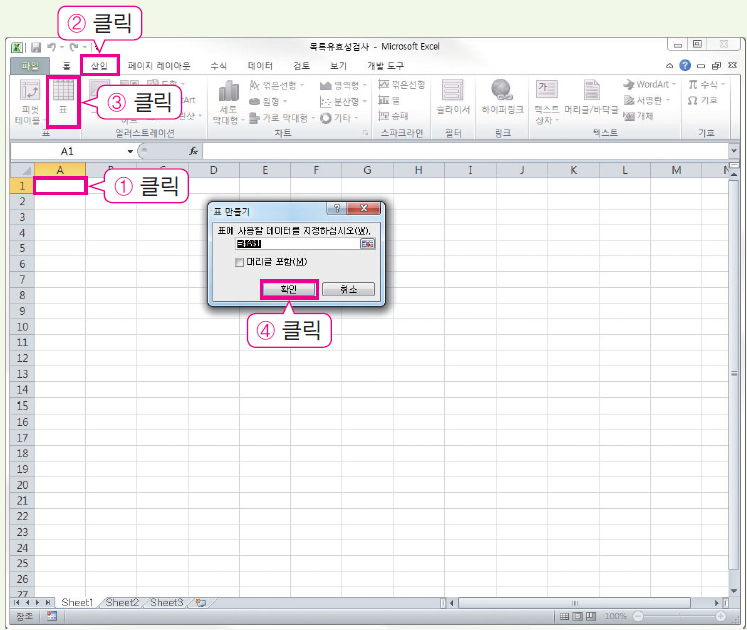 ② 클릭
목록유효성검사 - Microsoft Excel
파일 홈 삽입 페이지 레이아웃 수식 데이터 검토 보기 개발 도구
③ 클릭
피벗
테이블
표
꺾은선형
원형
가로 막대형
영역형
분산형
기타
세로
막대형
꺾은선형
열
승패
슬라이서
하이퍼링크
텍스트
상자
머리글/바닥글
WordArt
서명란
개체
수식
기호
표 일러스트레이션 차트 스파크라인 필터 링크 텍스트 기호
A1 fx
A D E F G H I J K L M
① 클릭
표 만들기
표에 사용할 데이터를 지정하십시오(W).
머리글 포함(M)
확인 취소
④ 클릭
1
2
3
4
5
6
7
8
9
10
11
12
13
14
15
16
17
18
19
20
21
22
23
24
25
26
27
Sheet1 Sheet2 Sheet3
참조 100%